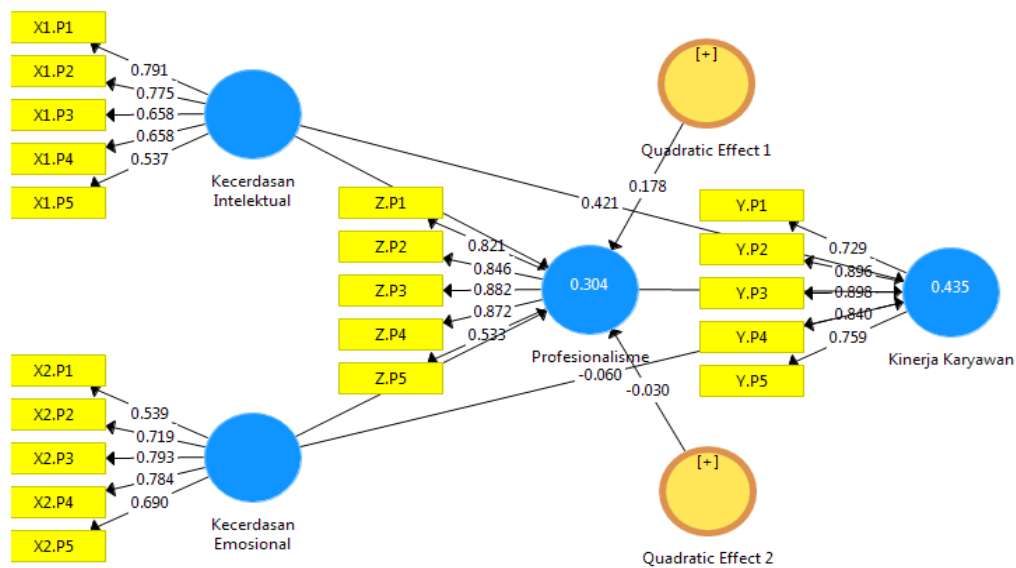 X1.P1
X1.P2
X1.P3
X1.P4
X1.P5
0.791
0.775
0.658
0.658
0.537
Kecerdasan
Intelektual
X2.P1
X2.P2
X2.P3
X2.P4
X2.P5
0.539
0.719
0.793
0.784
0.690
Kecerdasan
Emosional
Z.P1
Z.P2
Z.P3
Z.P4
Z.P5
0.821
0.846
0.882
0.872
0.533
0.304
Profesionalisme
[+]
Quadratic Effect 1
0.178
0.421
-0.060
-0.030
[+]
Quadratic Effect 2
Y.P1
Y.P2
Y.P3
Y.P4
Y.P5
0.729
0.896
0.898
0.840
0.759
0.435
Kinerja Karyawan